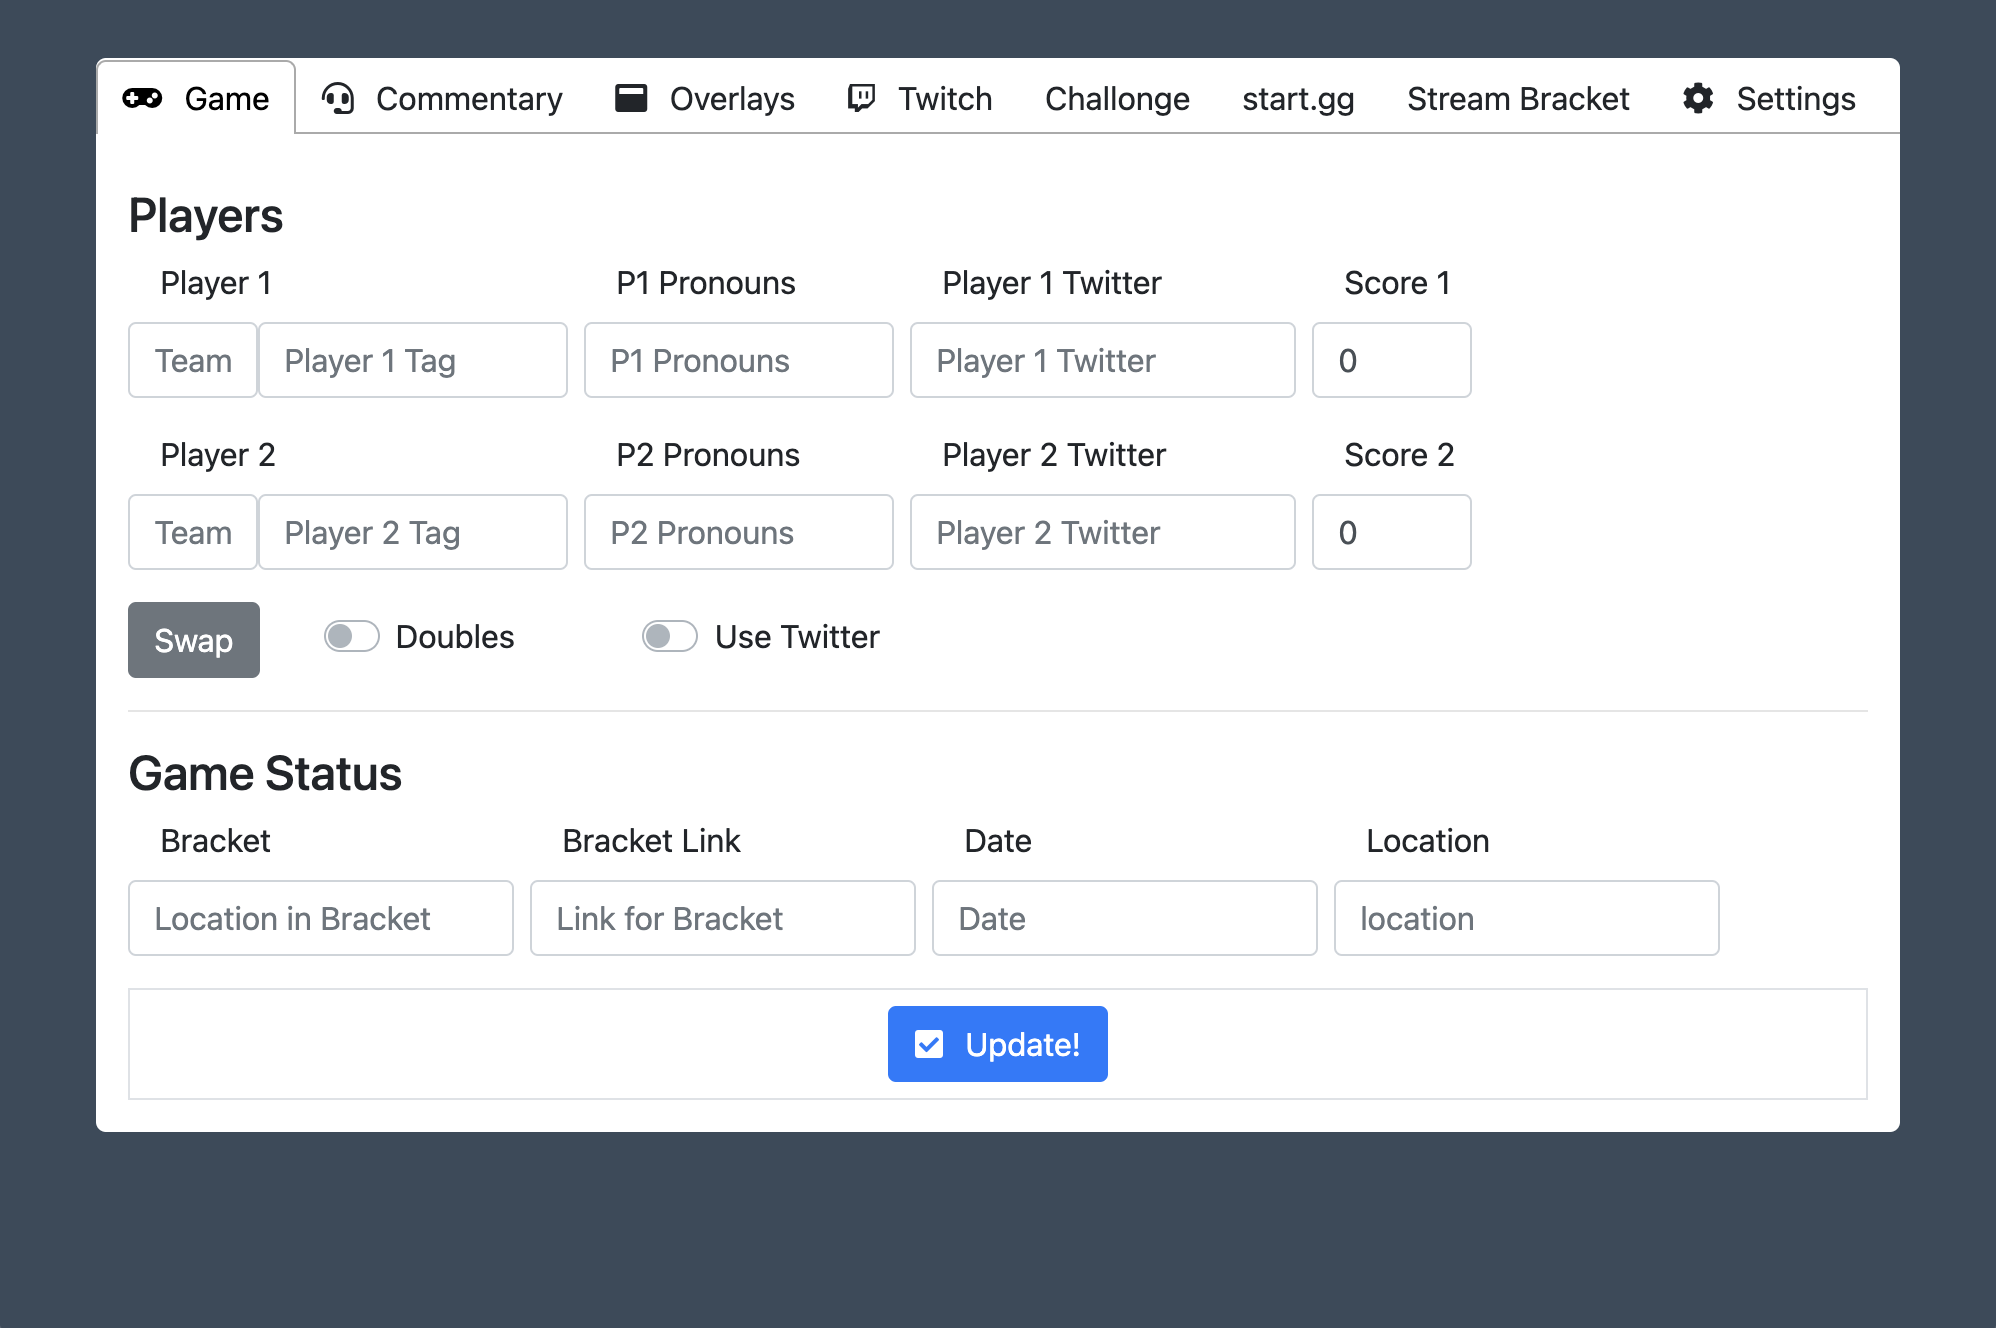 Game Commentary Overlays Twitch Challonge start.gg Stream Bracket Settings
Players
Player 1 P1 Pronouns Player 1 Twitter Score 1
Team Player 1 Tag P1 Pronouns Player 1 Twitter 0
Player 2 P2 Pronouns Player 2 Twitter Score 2
Team Player 2 Tag P2 Pronouns Player 2 Twitter 0
Swap Doubles Use Twitter
Game Status
Bracket Bracket Link Date Location
Location in Bracket Link for Bracket Date location
Update!